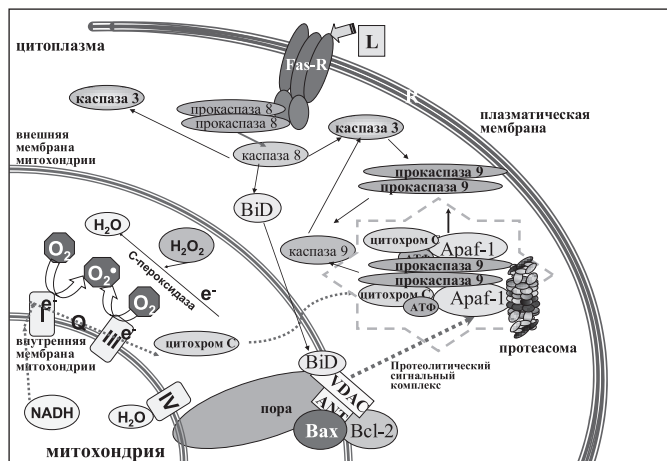 цитоплазма
L
Fas-R
каспаза 3
прокаспаза 8
прокаспаза 8
R
плазматическая
мембрана
внешняя
мембрана
митохондрии
каспаза 8
каспаза 3
прокаспаза 9
прокаспаза 9
BiD
H₂O
H₂O₂
С-пероксидаза
e⁻
O₂
O₂•
O₂
каспаза 9
цитохром С
Apaf-1
АТФ
прокаспаза 9
прокаспаза 9
цитохром С
Apaf-1
АТФ
протеасома
e⁻
I
Q
e⁻
III
внутренняя
мембрана
митохондрии
цитохром С
BiD
Протеолитический
сигнальный
комплекс
VDAC
ANT
NADH
H₂O
IV
пора
Bax
Bcl-2
митохондрия